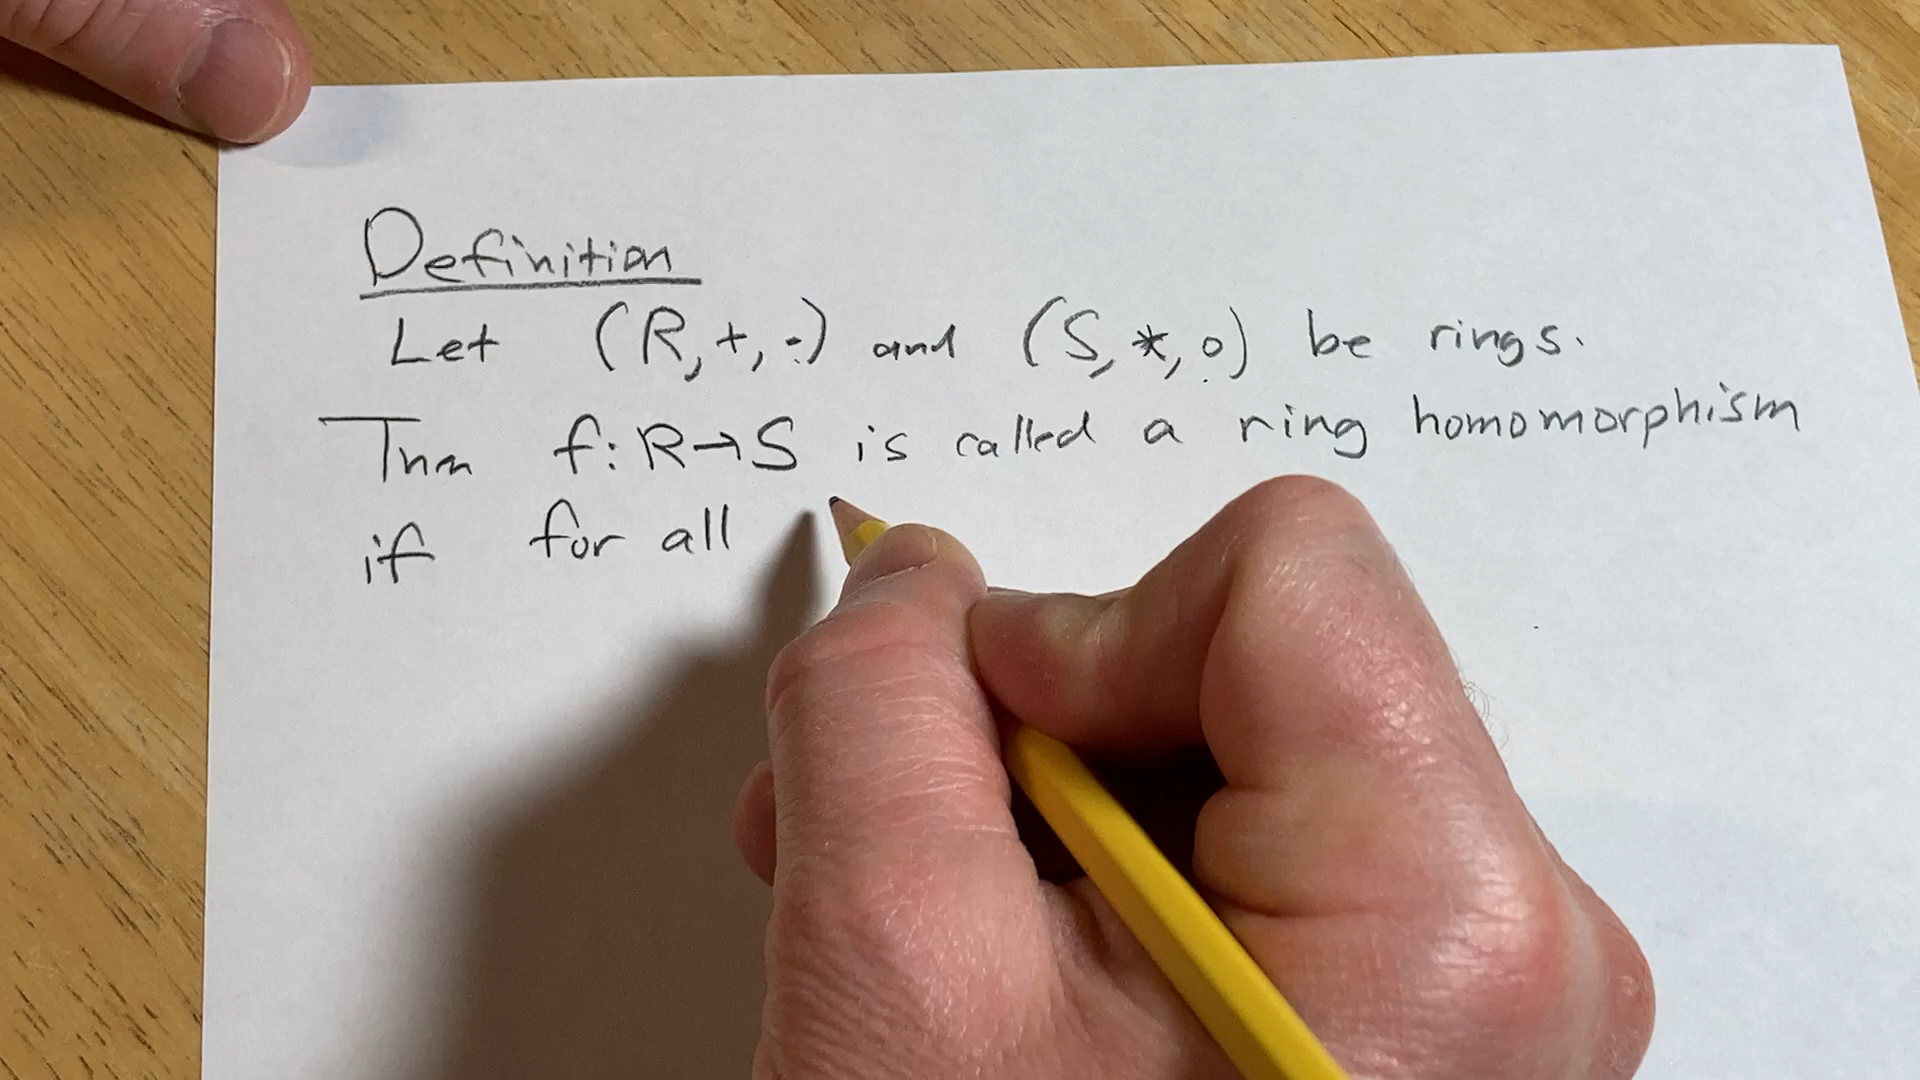 Definition
Let (R, +, ·) and (S, *, ∘) be rings.
Then f: R → S is called a ring homomorphism
if for all